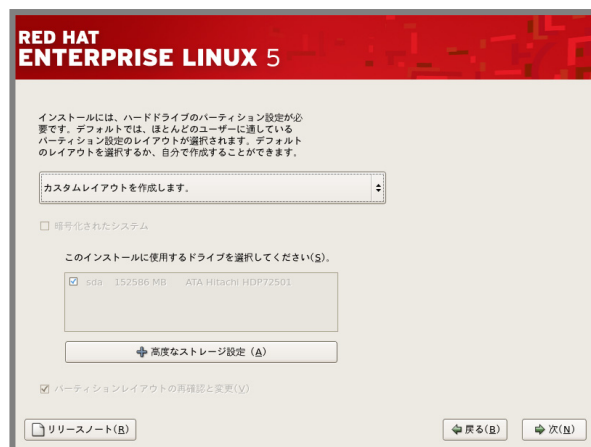 RED HAT
ENTERPRISE LINUX 5
インストールには、ハードドライブのパーティション設定が必
要です。デフォルトでは、ほとんどのユーザーに適している
パーティション設定のレイアウトが選択されます。デフォルト
のレイアウトを選択するか、自分で作成することができます。
カスタムレイアウトを作成します。
暗号化されたシステム
このインストールに使用するドライブを選択してください(S)。
sda 152586 MB ATA Hitachi HDP72501
高度なストレージ設定 (A)
パーティションレイアウトの再確認と変更(V)
リリースノート(R)
戻る(B)
次(N)